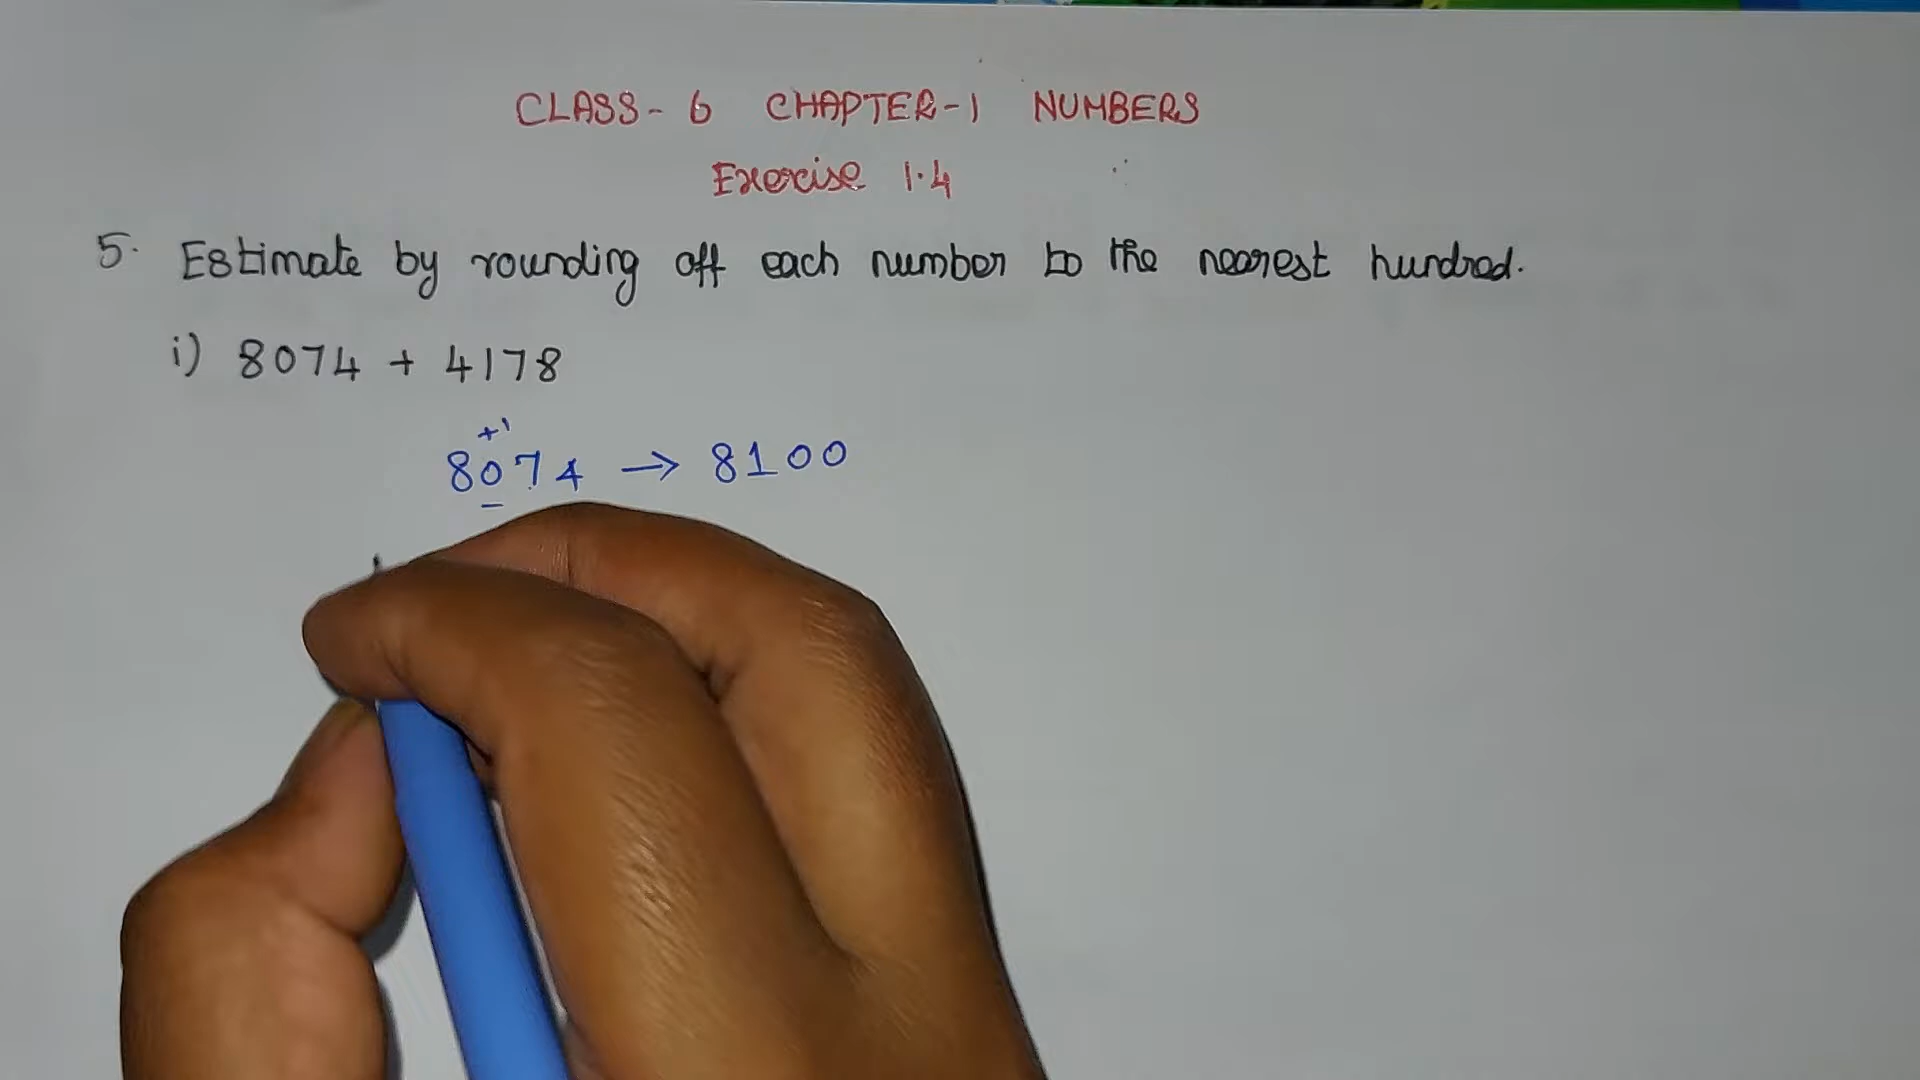 CLASS- 6 CHAPTER-1 NUMBERS
Exercise 1.4
5. Estimate by rounding off each number to the nearest hundred.
i) 8074 + 4178
+1
8074 → 8100